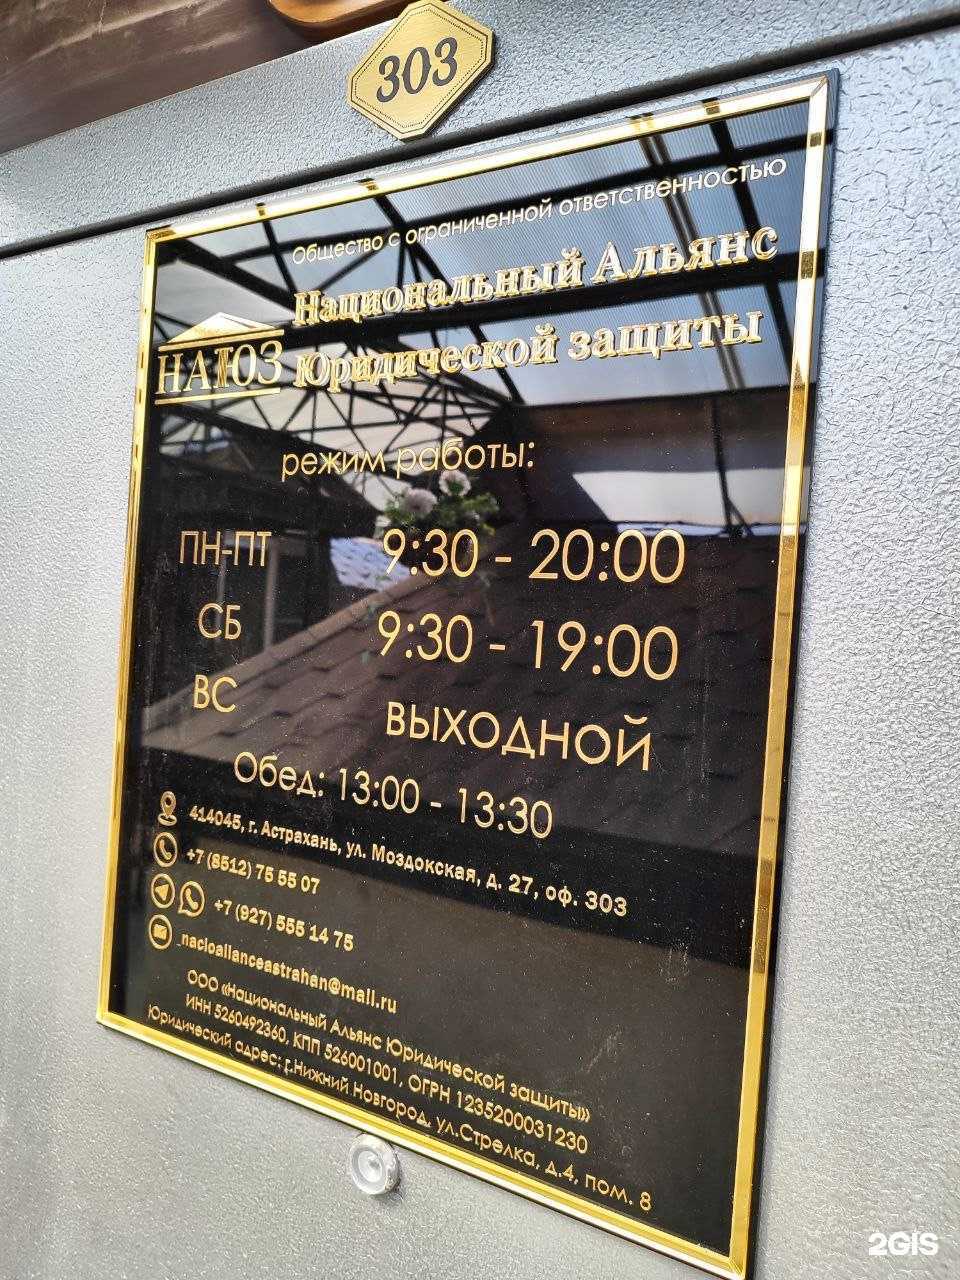 303
Общество с ограниченной ответственностью
Национальный Альянс
НАЮЗ Юридической защиты
режим работы:
ПН-ПТ 9:30 - 20:00
СБ 9:30 - 19:00
ВС ВЫХОДНОЙ
Обед: 13:00 - 13:30
414045, г. Астрахань, ул. Моздокская, д. 27, оф. 303
+7 (8512) 75 55 07
+7 (927) 555 14 75
_nacioalianceastrahan@mail.ru
ООО «Национальный Альянс Юридической защиты»
ИНН 5260492360, КПП 526001001, ОГРН 1235200031230
Юридический адрес: г.Нижний Новгород, ул.Стрелка, д.4, пом. 8
2GIS